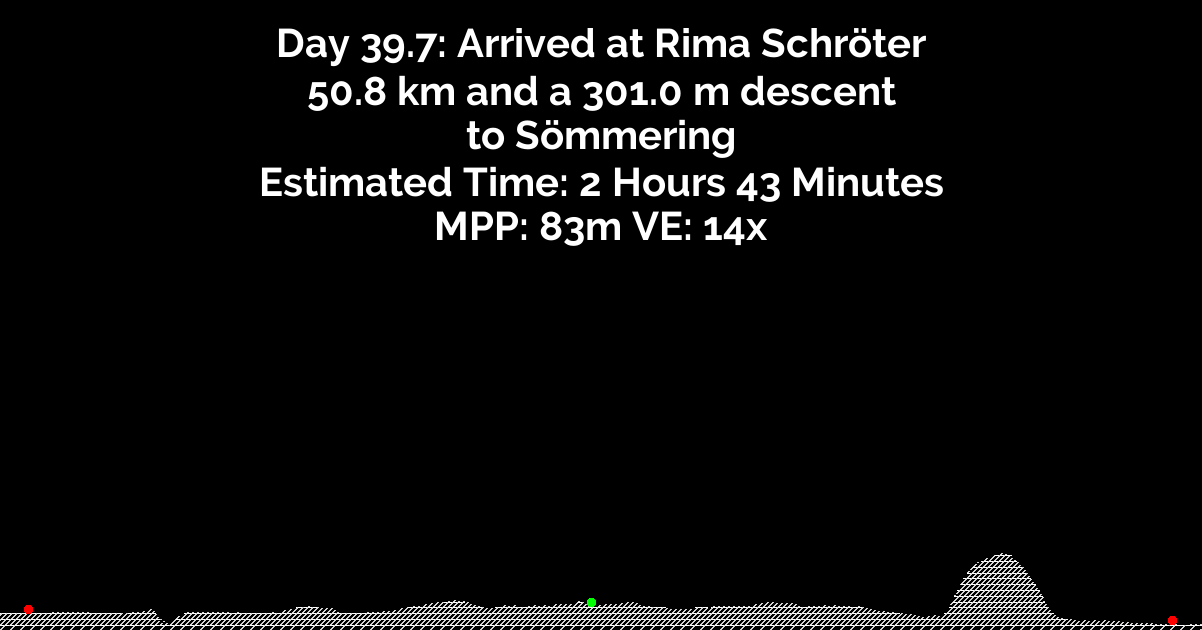 Day 39.7: Arrived at Rima Schröter
50.8 km and a 301.0 m descent
to Sömmering
Estimated Time: 2 Hours 43 Minutes
MPP: 83m VE: 14x